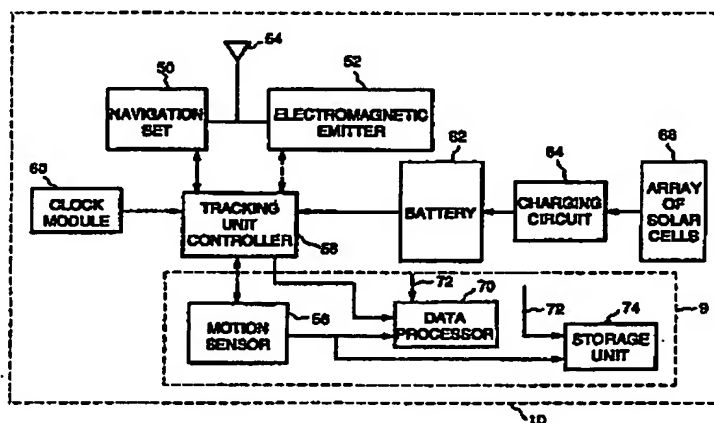 54
50
52
NAVIGATION
SET
ELECTROMAGNETIC
EMITTER
62
64
68
60
CLOCK
MODULE
TRACKING
UNIT
CONTROLLER
BATTERY
CHARGING
CIRCUIT
ARRAY
OF
SOLAR
CELLS
58
72
70
56
72
74
9
MOTION
SENSOR
DATA
PROCESSOR
STORAGE
UNIT
10